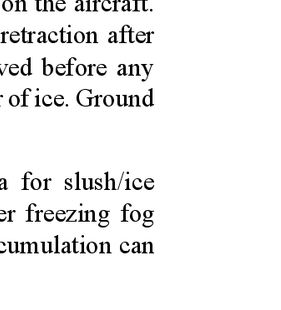 on the aircraft.
retraction after
ved before any
r of ice. Ground
a for slush/ice
er freezing fog
cumulation can